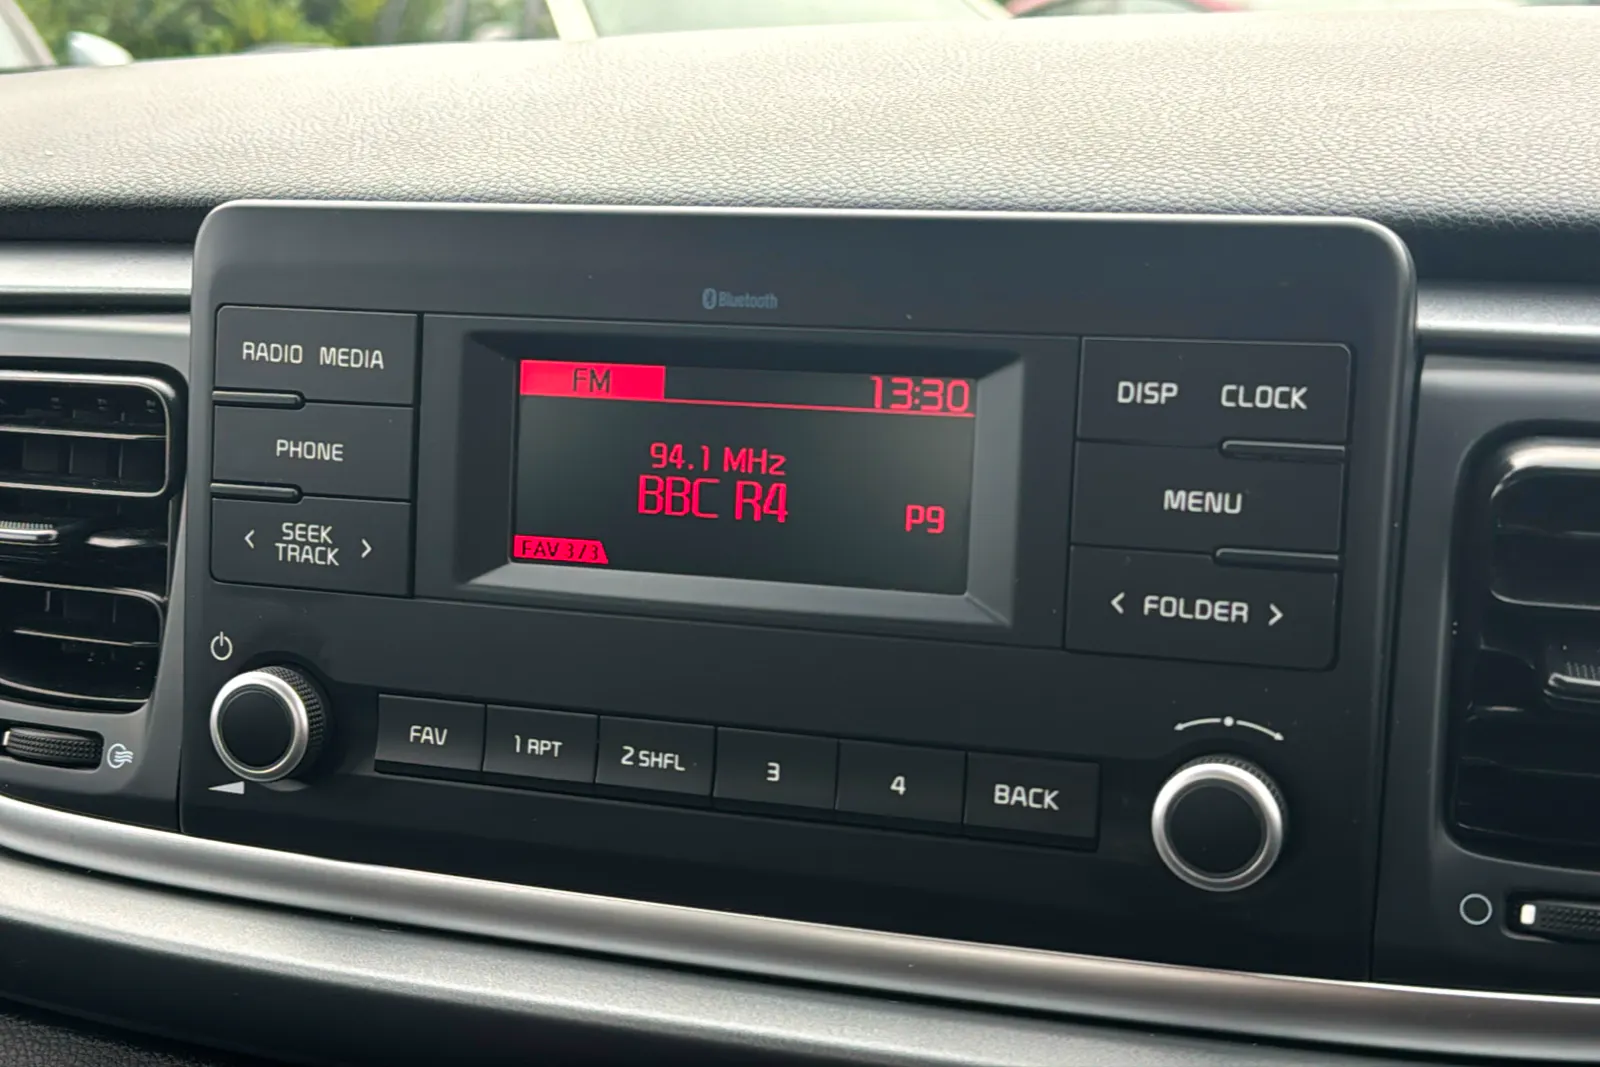 Bluetooth
RADIO MEDIA
PHONE
< SEEK TRACK >
FM 13:30
94.1 MHz
BBC R4 P9
FAV 3/3
DISP CLOCK
MENU
< FOLDER >
FAV 1 RPT 2 SHFL 3 4 BACK